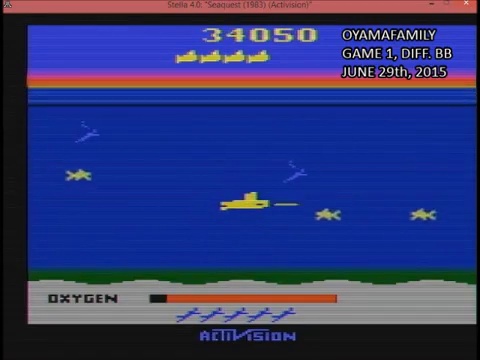 Stella 4.0: "Seaquest (1983) (Activision)"
34050
OYAMAFAMILY
GAME 1, DIFF. BB
JUNE 29th, 2015
OXYGEN
ACTIVISION